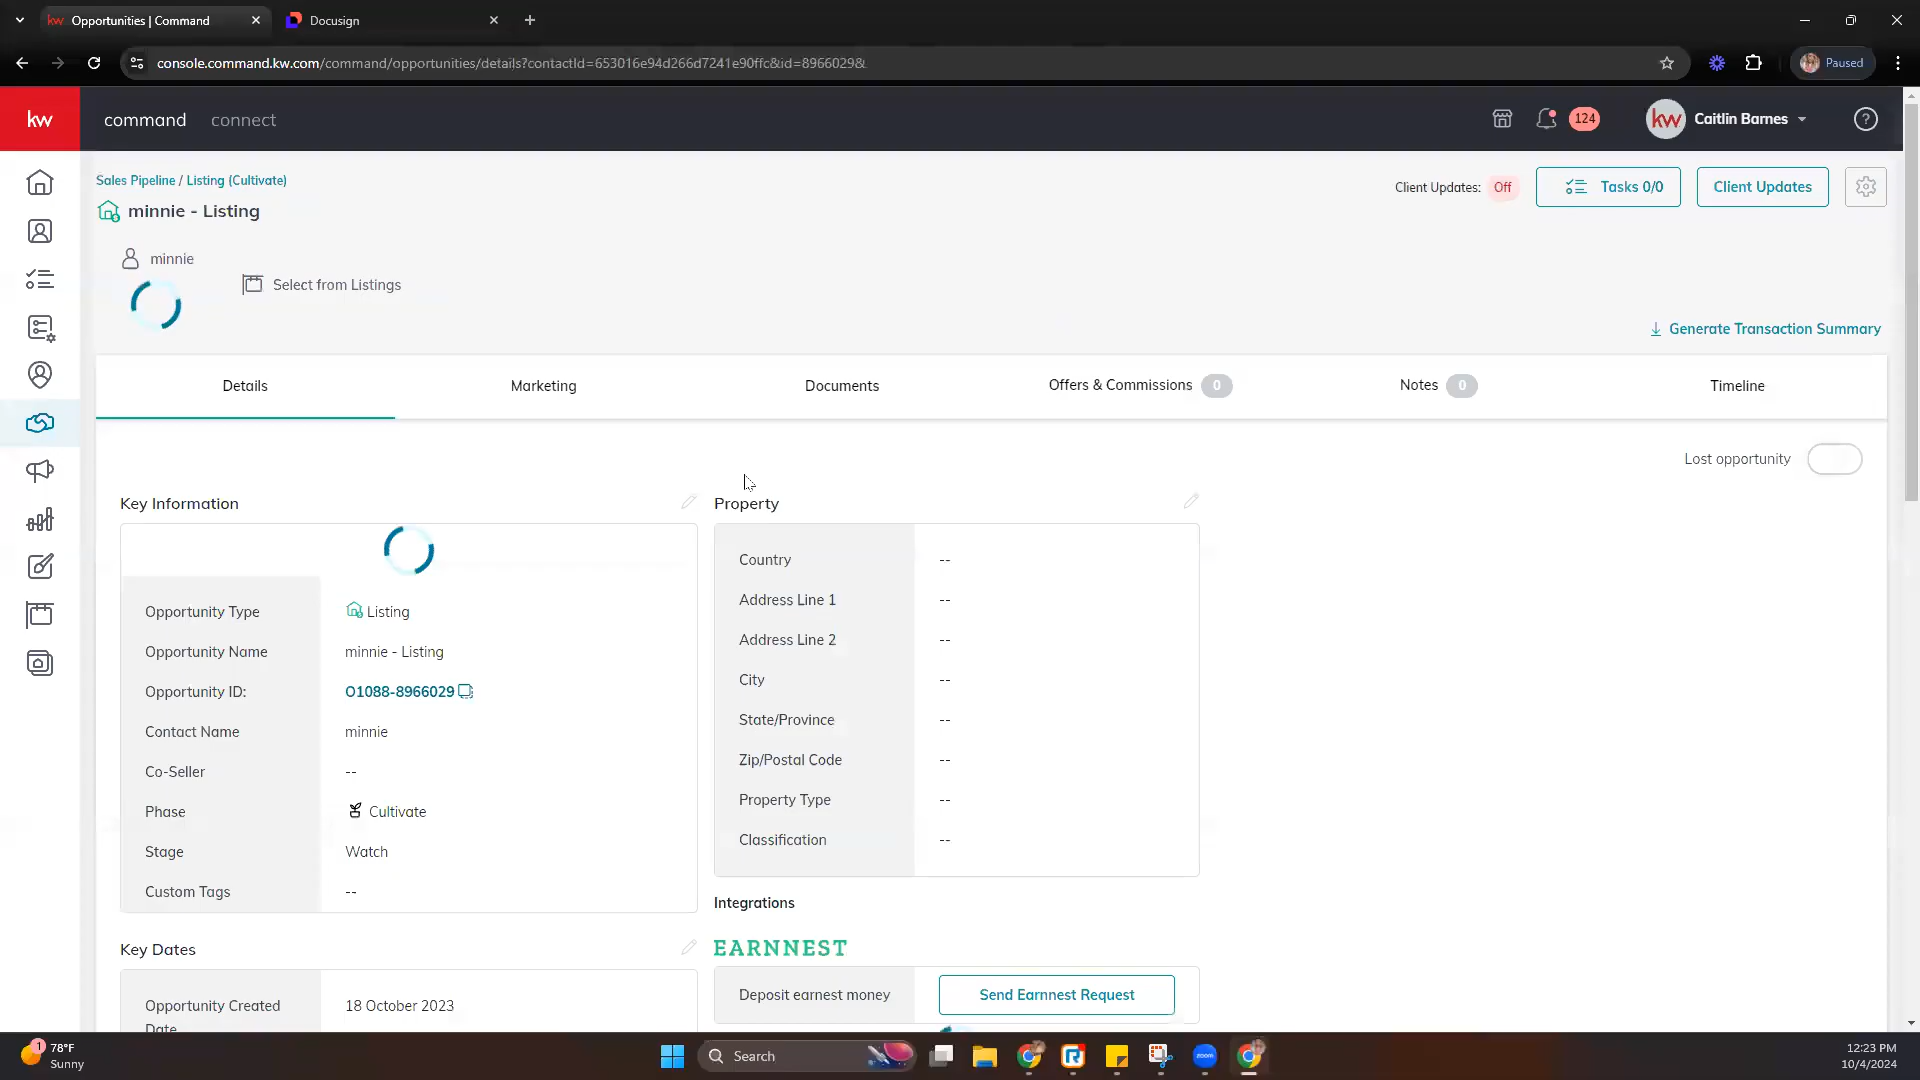 kw Opportunities | Command
Docusign
console.command.kw.com/command/opportunities/details?contactId=653016e94d266d7241e90ffc&id=8966029&
Paused
kw
command
connect
124
kw
Caitlin Barnes
?
Sales Pipeline / Listing (Cultivate)
Client Updates: Off
Tasks 0/0
Client Updates
minnie - Listing
minnie
Select from Listings
Generate Transaction Summary
Details
Marketing
Documents
Offers & Commissions 0
Notes 0
Timeline
Lost opportunity
Key Information
Opportunity Type Listing
Opportunity Name minnie - Listing
Opportunity ID: O1088-8966029
Contact Name minnie
Co-Seller --
Phase Cultivate
Stage Watch
Custom Tags --
Property
Country --
Address Line 1 --
Address Line 2 --
City --
State/Province --
Zip/Postal Code --
Property Type --
Classification --
Integrations
EARNNEST
Deposit earnest money Send Earnnest Request
Key Dates
Opportunity Created 18 October 2023
Date
1
78°F
Sunny
Search
zoom
12:23 PM
10/4/2024